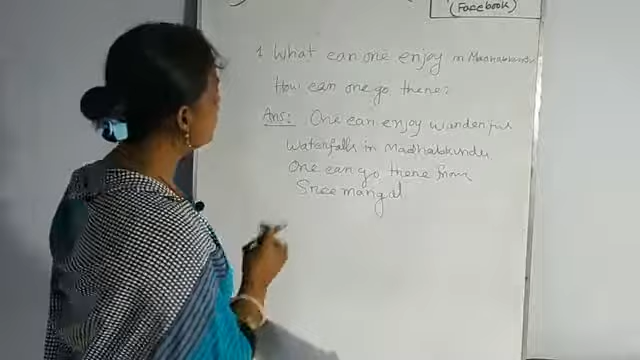 (Facebook)
1 What can one enjoy in Madhabkundu
How can one go there?
Ans: One can enjoy wanderful
waterfalls in Madhabkundu
One can go there from
Sreemangal